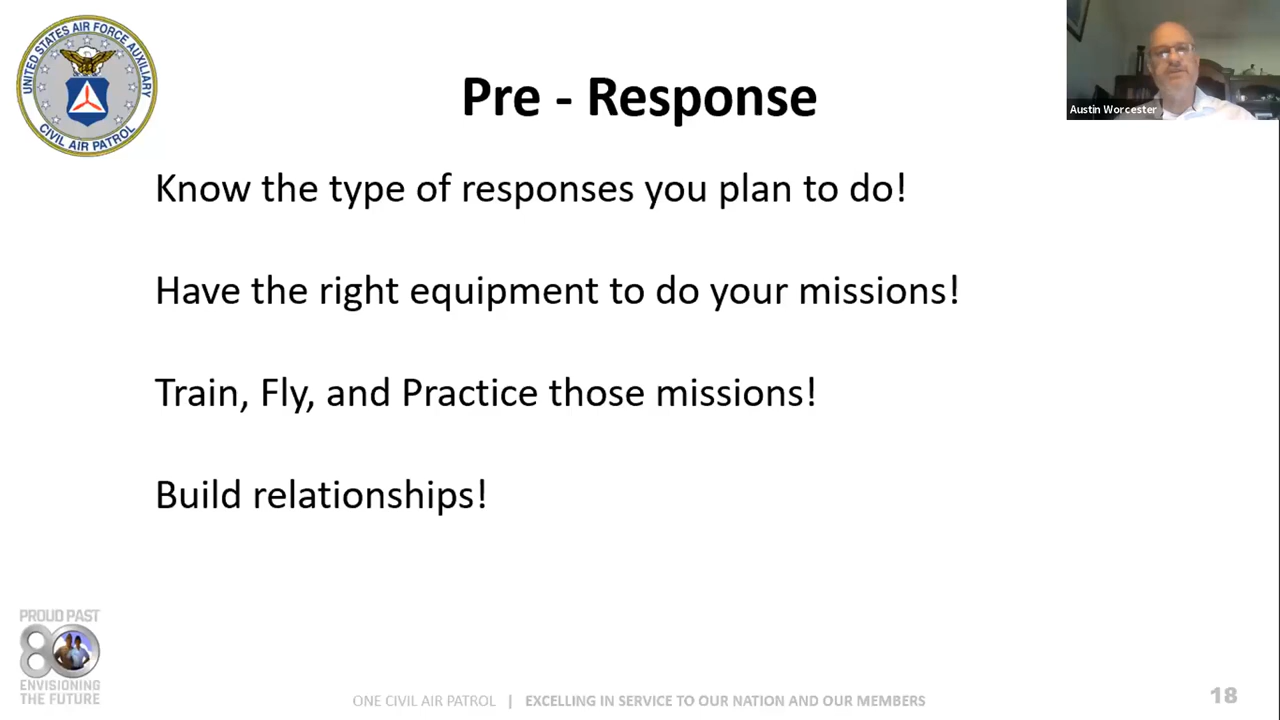 UNITED STATES AIR FORCE AUXILIARY
CIVIL AIR PATROL
Pre - Response
Austin Worcester
Know the type of responses you plan to do!
Have the right equipment to do your missions!
Train, Fly, and Practice those missions!
Build relationships!
PROUD PAST
80
ENVISIONING
THE FUTURE
ONE CIVIL AIR PATROL | EXCELLING IN SERVICE TO OUR NATION AND OUR MEMBERS
18